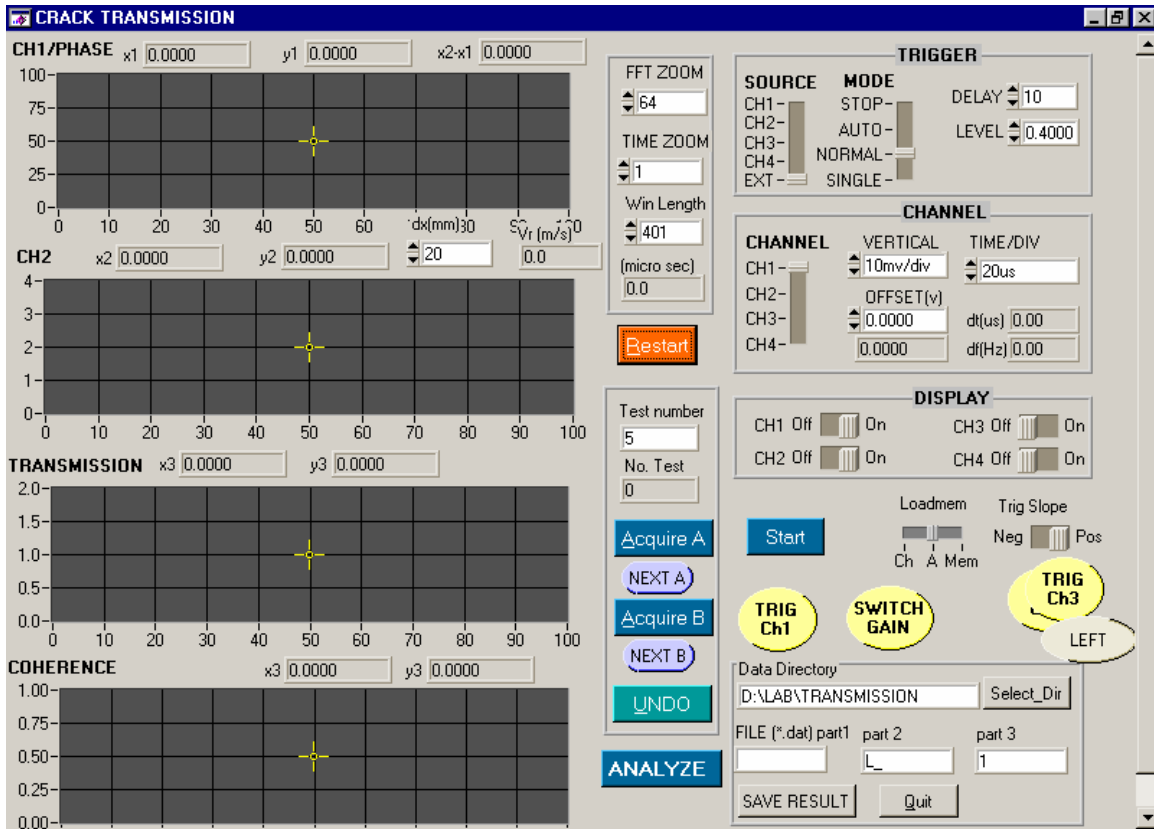 CRACK TRANSMISSION
CH1/PHASE x1 0.0000 y1 0.0000 x2-x1 0.0000
100
75
50
25
0
0 10 20 30 40 50 60 dx(mm) 80 100
Vr (m/s)
CH2 x2 0.0000 y2 0.0000 20 0.0
4
3
2
1
0
0 10 20 30 40 50 60 70 80 90 100
TRANSMISSION x3 0.0000 y3 0.0000
2.0
1.5
1.0
0.5
0.0
0 10 20 30 40 50 60 70 80 90 100
COHERENCE x3 0.0000 y3 0.0000
1.00
0.75
0.50
0.25
0.00
FFT ZOOM
64
TIME ZOOM
1
Win Length
401
(micro sec)
0.0
Restart
Test number
5
No. Test
0
Acquire A
NEXT A
Acquire B
NEXT B
UNDO
ANALYZE
TRIGGER
SOURCE
CH1
CH2
CH3
CH4
EXT
MODE
STOP
AUTO
NORMAL
SINGLE
DELAY 10
LEVEL 0.4000
CHANNEL
CHANNEL
CH1
CH2
CH3
CH4
VERTICAL
10mv/div
OFFSET(v)
0.0000
0.0000
TIME/DIV
20us
dt(us) 0.00
df(Hz) 0.00
DISPLAY
CH1 Off On CH3 Off On
CH2 Off On CH4 Off On
Start
Loadmem
Ch A Mem
Trig Slope
Neg Pos
TRIG
Ch1
SWITCH
GAIN
TRIG
Ch3
LEFT
Data Directory
D:\LAB\TRANSMISSION Select_Dir
FILE (*.dat) part1 part 2 part 3
L_ 1
SAVE RESULT Quit